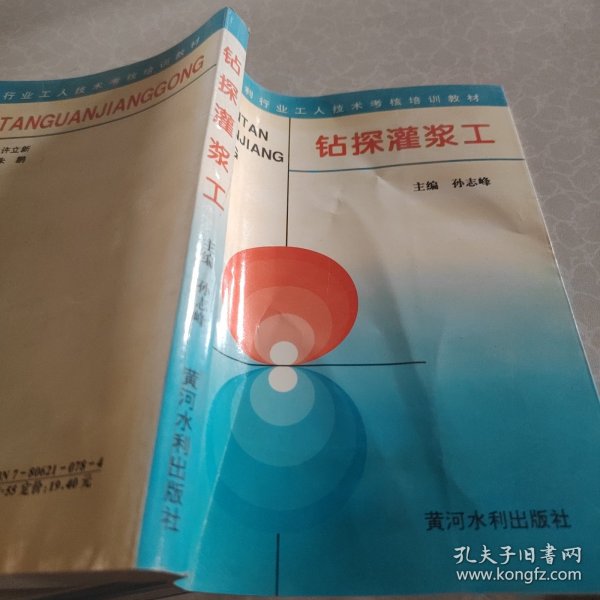 利行业工人技术考核培训教材
ITAN
IJIANG
钻探灌浆工
主编 孙志峰
黄河水利出版社
钻探灌浆工
主编 孙志峰
黄河水利出版社
行业工人技术考核培训教材
TANGUANJIANGGONG
许立新
朱 鹏
BN 7-80621-078-4
-55 定价:19.40元
孔夫子旧书网
www.kongfz.com